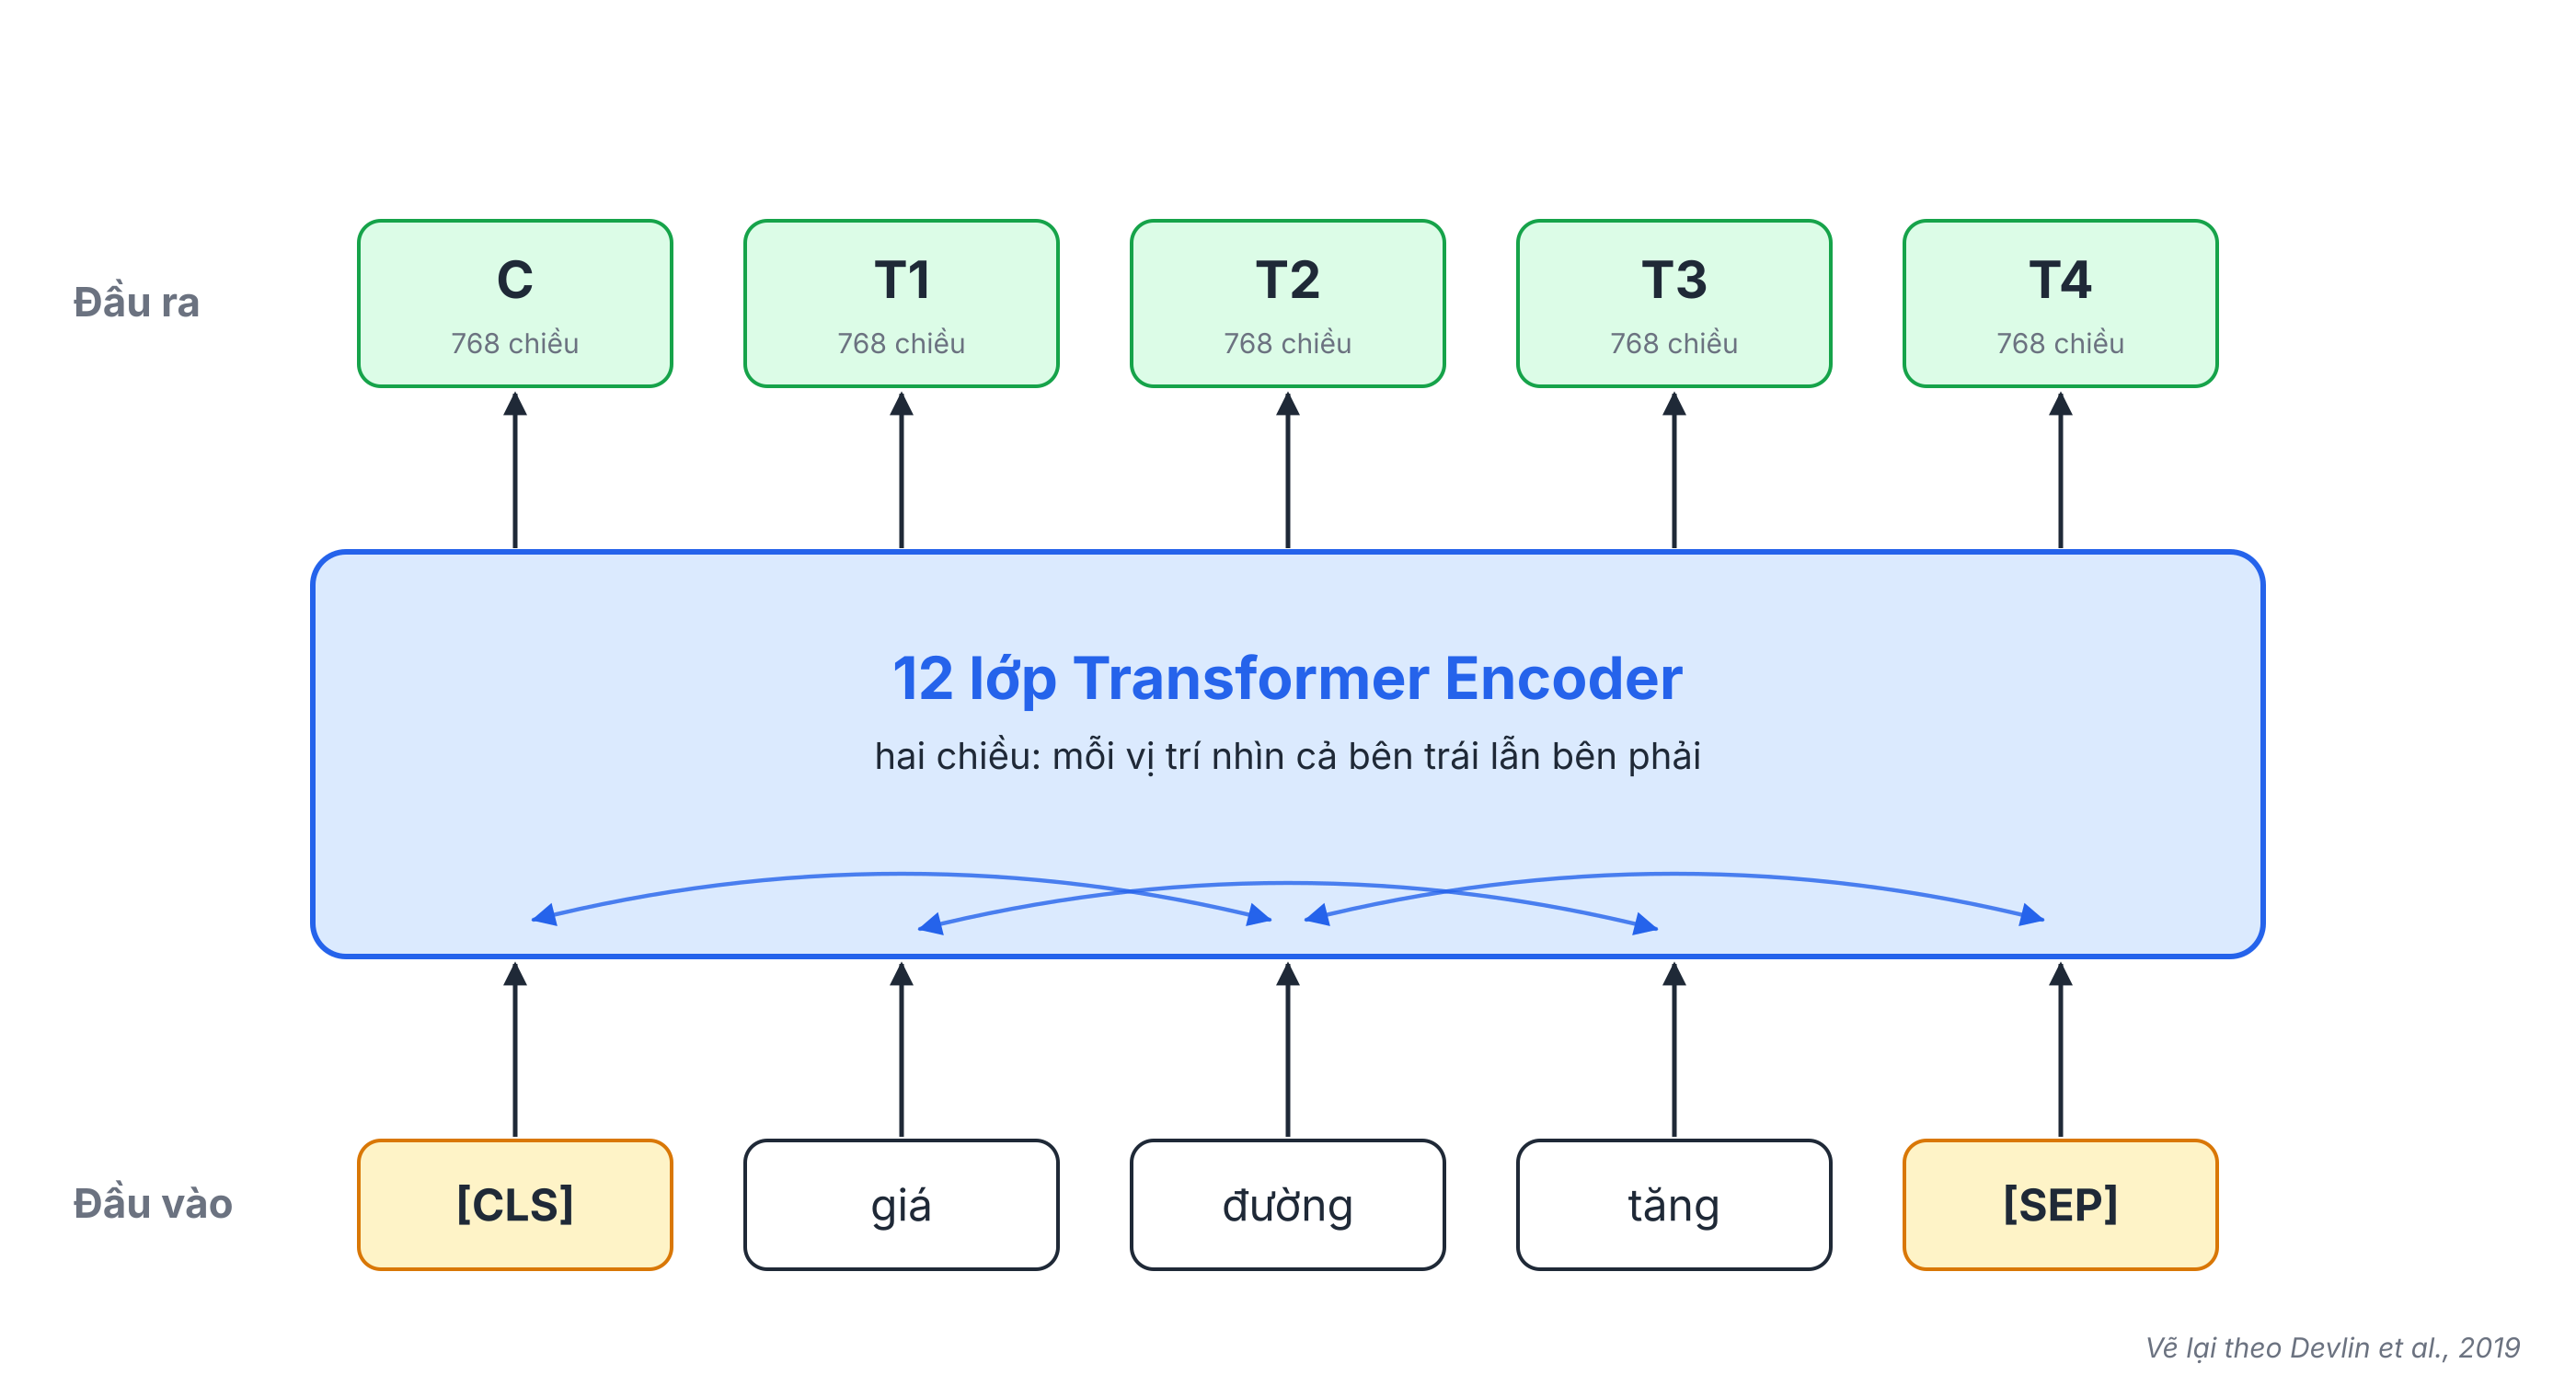 Đầu ra
C
768 chiều
T1
768 chiều
T2
768 chiều
T3
768 chiều
T4
768 chiều
12 lớp Transformer Encoder
hai chiều: mỗi vị trí nhìn cả bên trái lẫn bên phải
Đầu vào
[CLS]
giá
đường
tăng
[SEP]
Vẽ lại theo Devlin et al., 2019